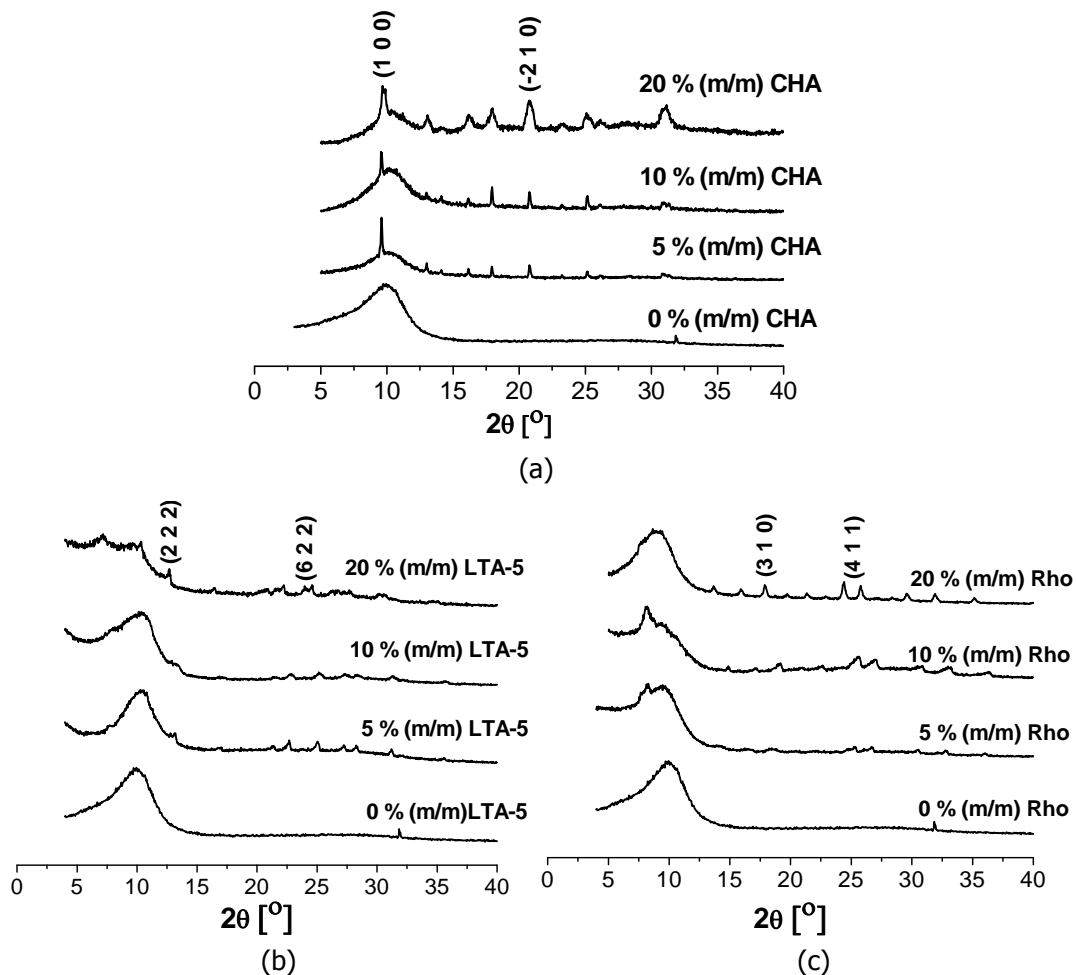 (1 0 0)
(-2 1 0)
20 % (m/m) CHA
10 % (m/m) CHA
5 % (m/m) CHA
0 % (m/m) CHA
0 5 10 15 20 25 30 35 40
2θ [º]
(a)
(2 2 2)
(6 2 2)
20 % (m/m) LTA-5
10 % (m/m) LTA-5
5 % (m/m) LTA-5
0 % (m/m)LTA-5
0 5 10 15 20 25 30 35 40
2θ [º]
(b)
(3 1 0)
(4 1 1)
20 % (m/m) Rho
10 % (m/m) Rho
5 % (m/m) Rho
0 % (m/m) Rho
0 5 10 15 20 25 30 35 40
2θ [º]
(c)